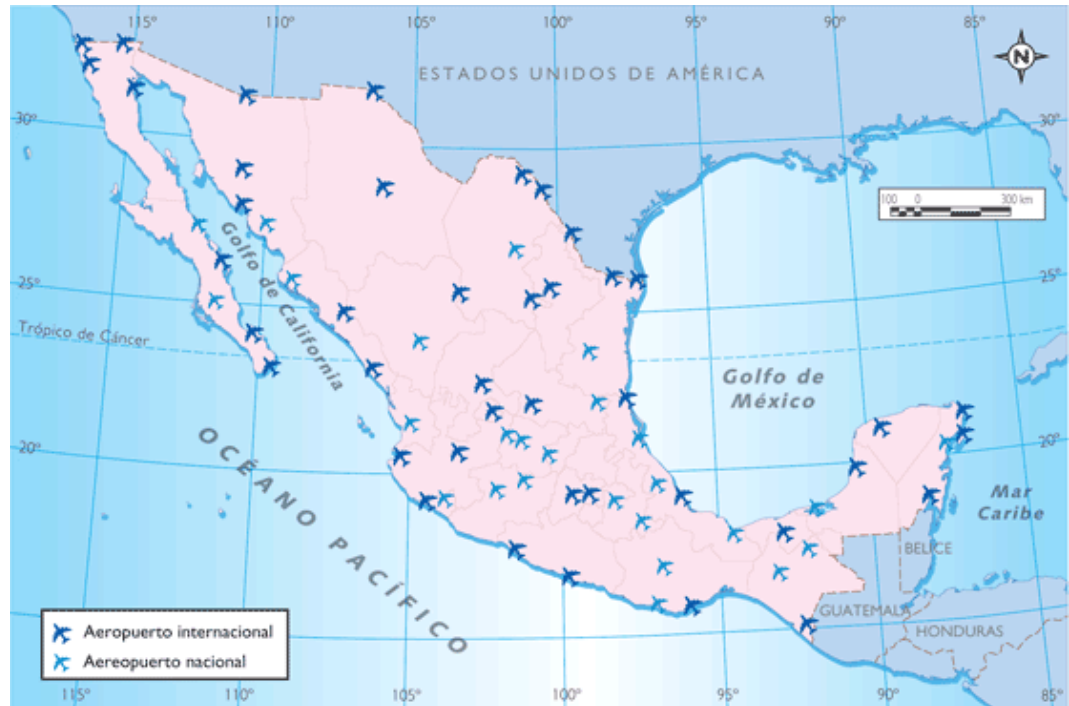 115°
110°
105°
100°
95°
90°
85°
N
ESTADOS UNIDOS DE AMÉRICA
30°
30°
100 0 300 km
Golfo de California
25°
25°
Trópico de Cáncer
Golfo de
México
OCÉANO PACÍFICO
20°
20°
Mar
Caribe
BELICE
GUATEMALA
HONDURAS
Aeropuerto internacional
Aereopuerto nacional
115°
110°
105°
100°
95°
90°
85°